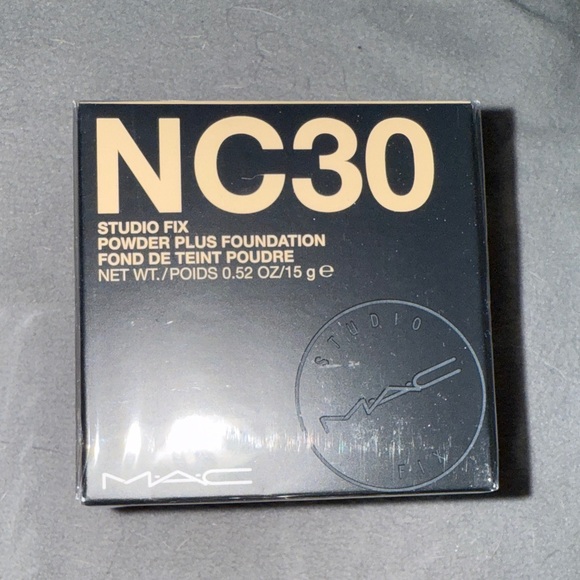 NC30
STUDIO FIX
POWDER PLUS FOUNDATION
FOND DE TEINT POUDRE
NET WT./POIDS 0.52 OZ/15 g ℮
STUDIO
M·A·C
FIX
M·A·C